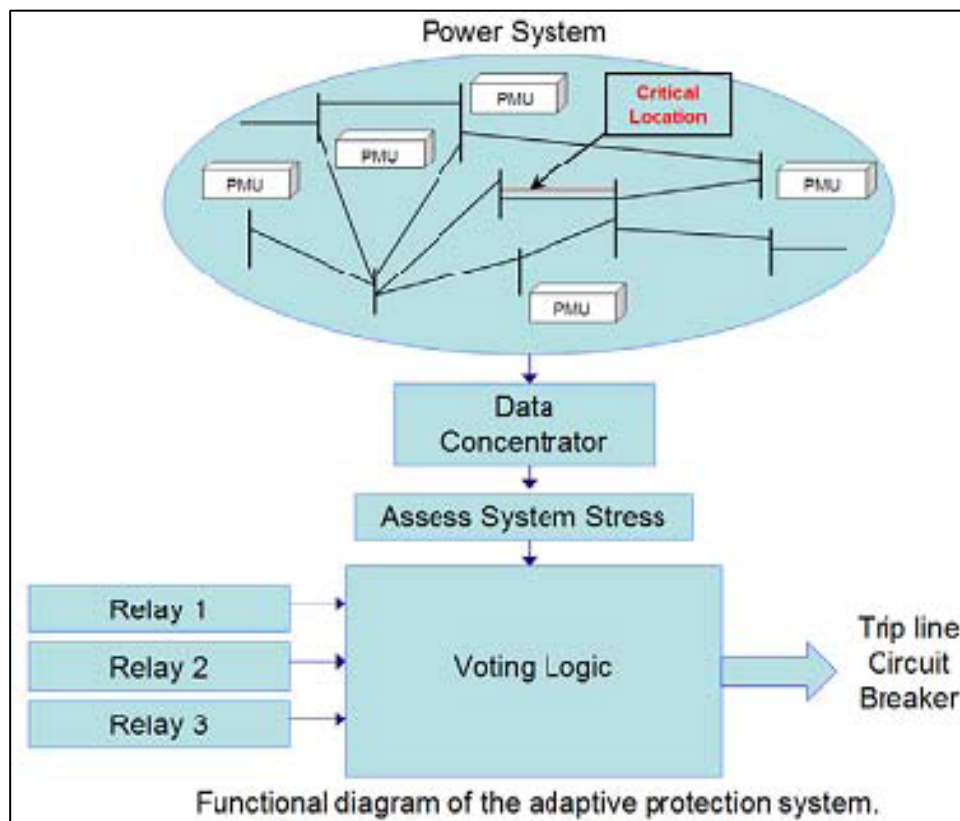 Power System
PMU
Critical
Location
PMU
PMU
PMU
PMU
Data
Concentrator
Assess System Stress
Relay 1
Relay 2
Relay 3
Voting Logic
Trip line
Circuit
Breaker
Functional diagram of the adaptive protection system.